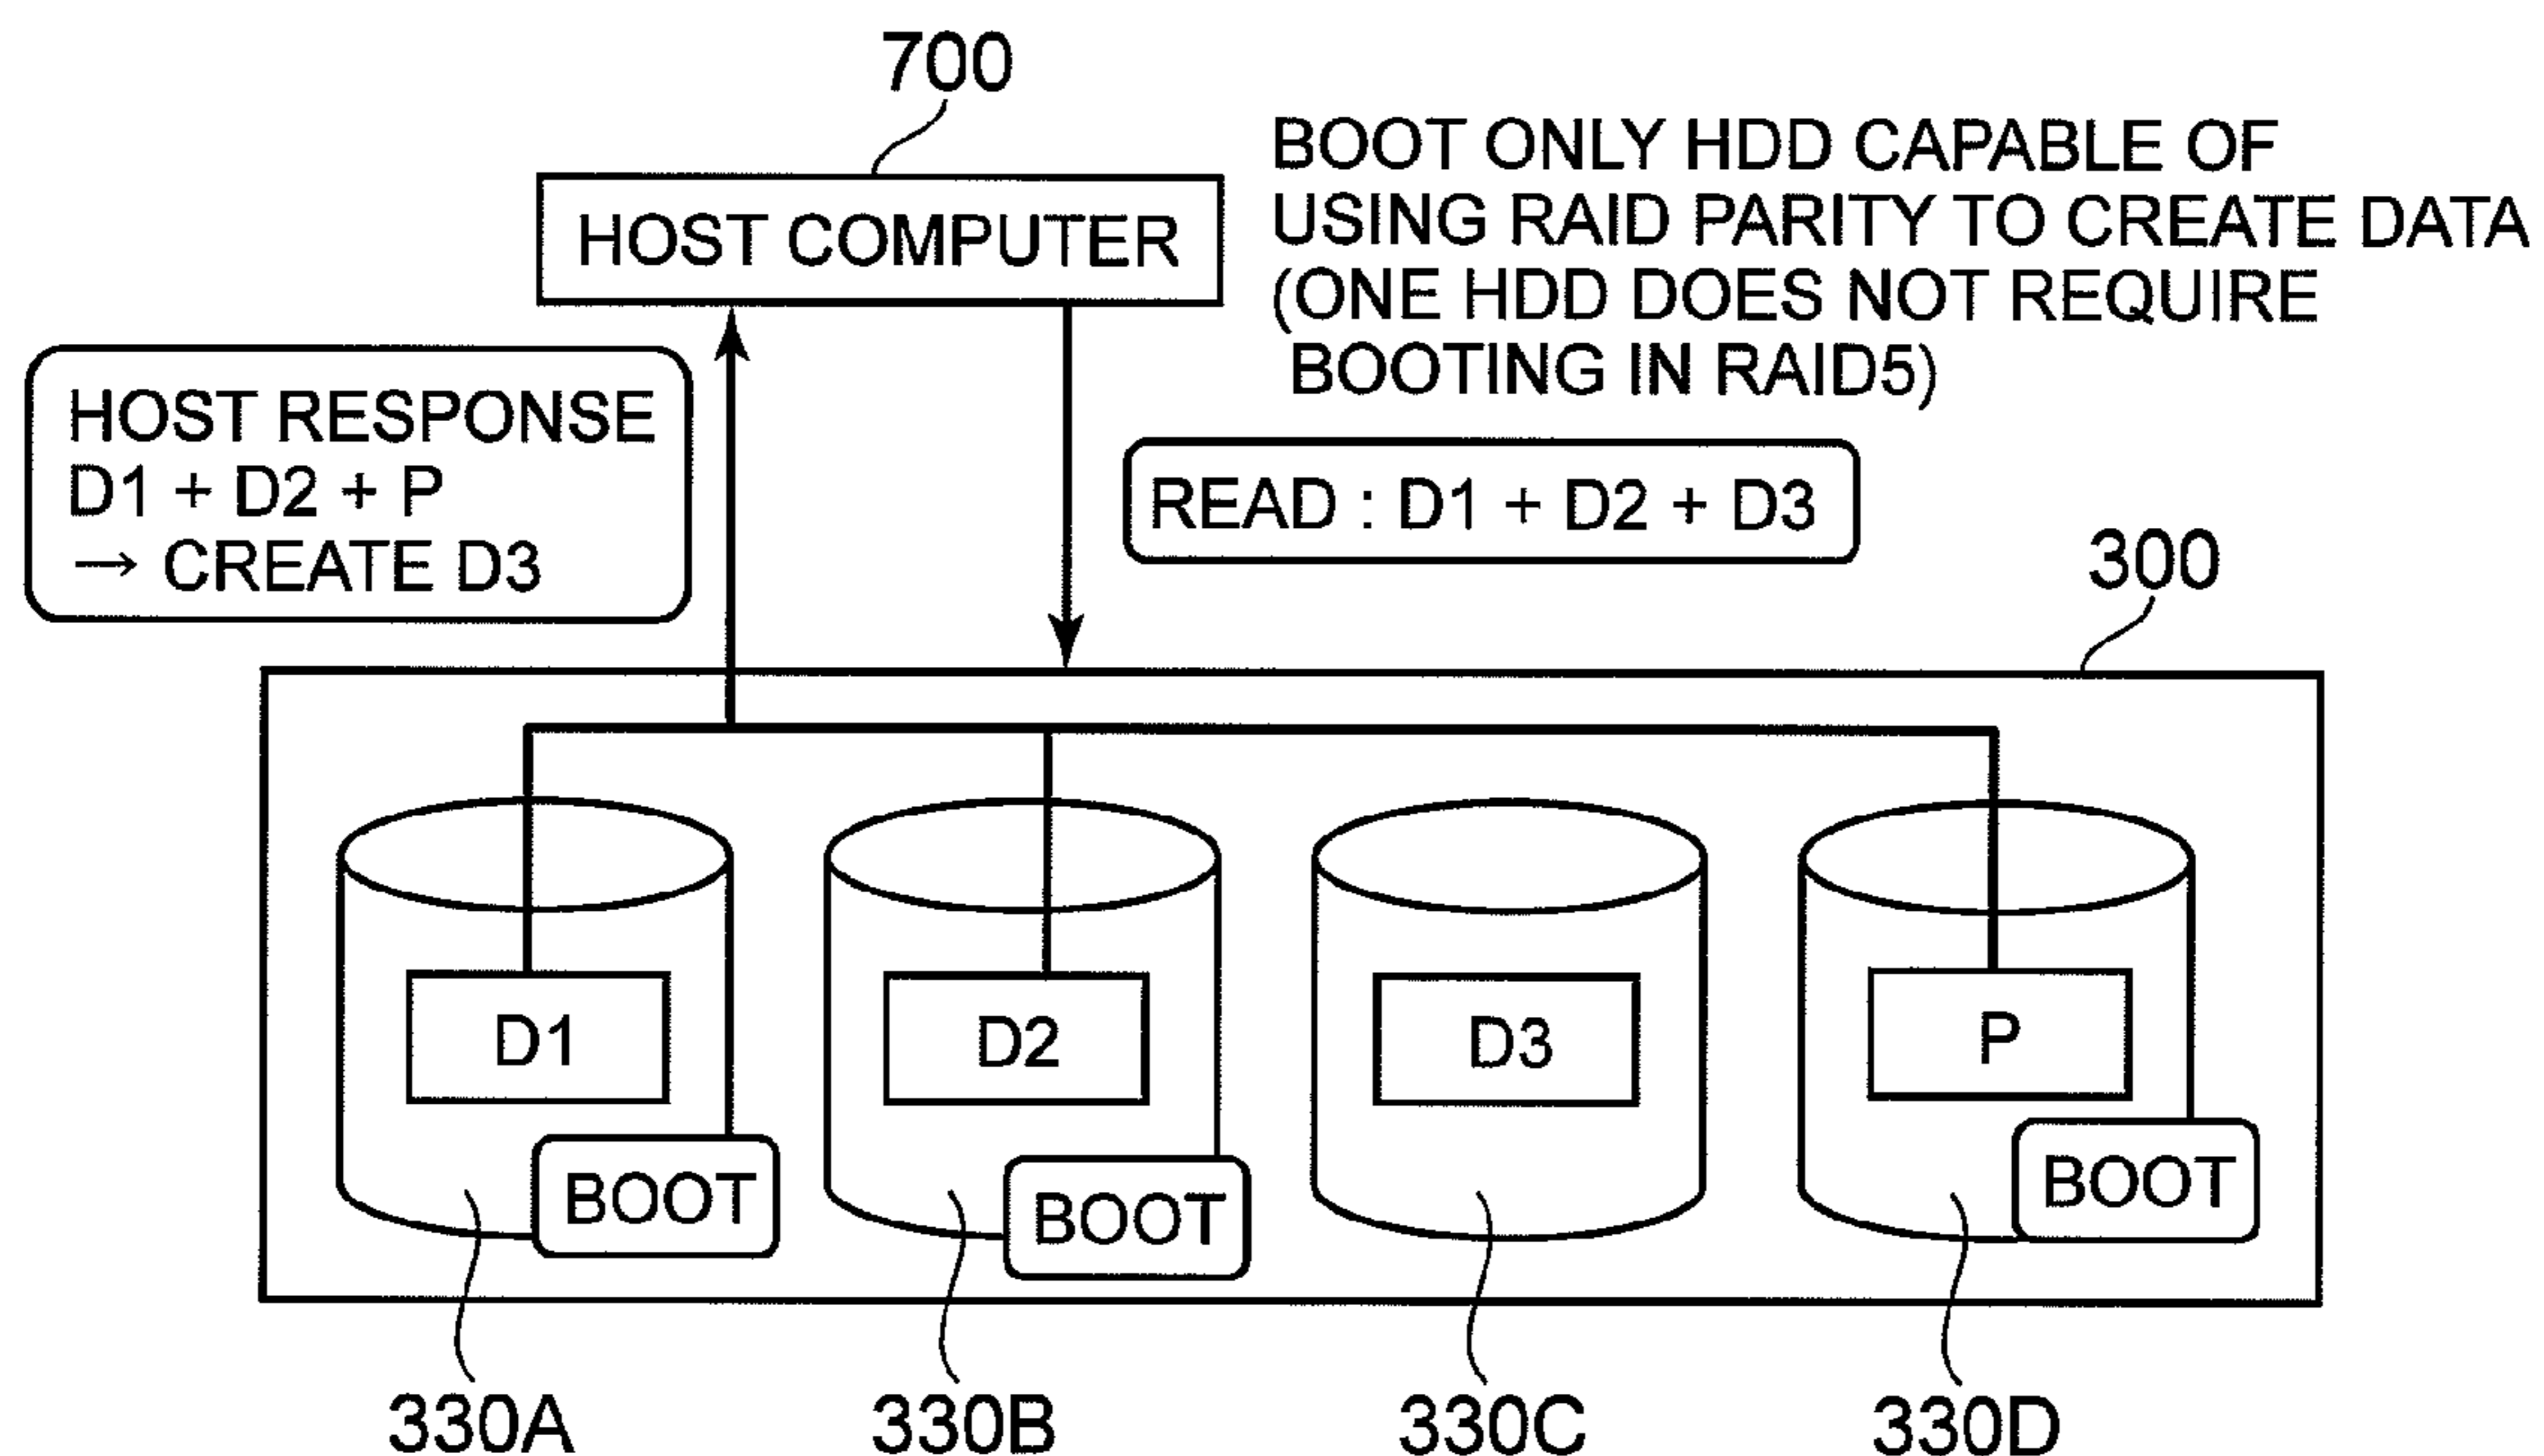 700
HOST COMPUTER
BOOT ONLY HDD CAPABLE OF
USING RAID PARITY TO CREATE DATA
(ONE HDD DOES NOT REQUIRE
BOOTING IN RAID5)
HOST RESPONSE
D1 + D2 + P
→ CREATE D3
READ : D1 + D2 + D3
300
D1
D2
D3
P
BOOT
BOOT
BOOT
330A
330B
330C
330D